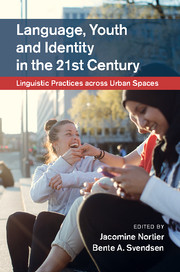 Language, Youth
and Identity
in the 21st Century
Linguistic Practices across Urban Spaces
EDITED BY
Jacomine Nortier
Bente A. Svendsen